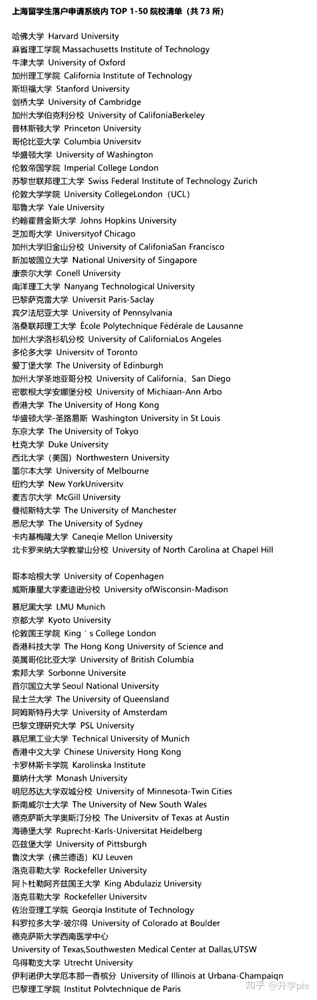 上海留学生落户申请系统内 TOP 1-50 院校清单（共 73 所）
哈佛大学 Harvard University
麻省理工学院 Massachusetts Institute of Technology
牛津大学 University of Oxford
加州理工学院 California Institute of Technology
斯坦福大学 Stanford University
剑桥大学 University of Cambridge
加州大学伯克利分校 University of CalifoniaBerkeley
普林斯顿大学 Princeton University
哥伦比亚大学 Columbia Universitv
华盛顿大学 University of Washington
伦敦帝国学院 Imperial College London
苏黎世联邦理工大学 Swiss Federal Institute of Technology Zurich
伦敦大学学院 University CollegeLondon（UCL）
耶鲁大学 Yale University
约翰霍普金斯大学 Johns Hopkins University
芝加哥大学 Universityof Chicago
加州大学旧金山分校 University of CalifoniaSan Francisco
新加坡国立大学 National University of Singapore
康奈尔大学 Conell University
南洋理工大学 Nanyang Technological University
巴黎萨克雷大学 Universit Paris-Saclay
宾夕法尼亚大学 University of Pennsylvania
洛桑联邦理工大学 École Polytechnique Fédérale de Lausanne
加州大学洛杉矶分校 University of CaliforniaLos Angeles
多伦多大学 Universitv of Toronto
爱丁堡大学 The University of Edinburgh
加州大学圣地亚哥分校 University of California，San Diego
密歇根大学安娜堡分校 University of Michiaan-Ann Arbo
香港大学 The University of Hong Kong
华盛顿大学-圣路易斯 Washington University in St Louis
东京大学 The University of Tokyo
杜克大学 Duke University
西北大学（美国）Northwestern University
墨尔本大学 University of Melbourne
纽约大学 New YorkUniversitv
麦吉尔大学 McGill University
曼彻斯特大学 The University of Manchester
悉尼大学 The University of Sydney
卡内基梅隆大学 Caneqie Mellon University
北卡罗来纳大学教堂山分校 University of North Carolina at Chapel Hill
哥本哈根大学 University of Copenhagen
威斯康星大学麦迪逊分校 University ofWisconsin-Madison
慕尼黑大学 LMU Munich
京都大学 Kyoto University
伦敦国王学院 King ' s College London
香港科技大学 The Hong Kong University of Science and
英属哥伦比亚大学 University of British Columbia
索邦大学 Sorbonne Universite
首尔国立大学 Seoul National University
昆士兰大学 The University of Queensland
阿姆斯特丹大学 University of Amsterdam
巴黎文理研究大学 PSL University
慕尼黑工业大学 Technical University of Munich
香港中文大学 Chinese University Hong Kong
卡罗林斯卡学院 Karolinska Institute
莫纳什大学 Monash University
明尼苏达大学双城分校 University of Minnesota-Twin Cities
新南威尔士大学 The University of New South Wales
德克萨斯大学奥斯汀分校 The Universitv of Texas at Austin
海德堡大学 Ruprecht-Karls-Universitat Heidelberg
匹兹堡大学 University of Pittsburgh
鲁汶大学（佛兰德语）KU Leuven
洛克菲勒大学 Rockefeller University
阿卜杜勒阿齐兹国王大学 King Abdulaziz University
洛克菲勒大学 Rockefeller Universitv
佐治亚理工学院 Georqia Institute of Technology
科罗拉多大学-玻尔得 University of Colorado at Boulder
德克萨斯大学西南医学中心
University of Texas,Southwesten Medical Center at Dallas,UTSW
乌得勒支大学 Utrecht University
伊利诺伊大学厄本那一香槟分 University of Illinois at Urbana-Champaiqn
巴黎理工学院 Institut Polvtechnique de Paris
知乎 @升学pie